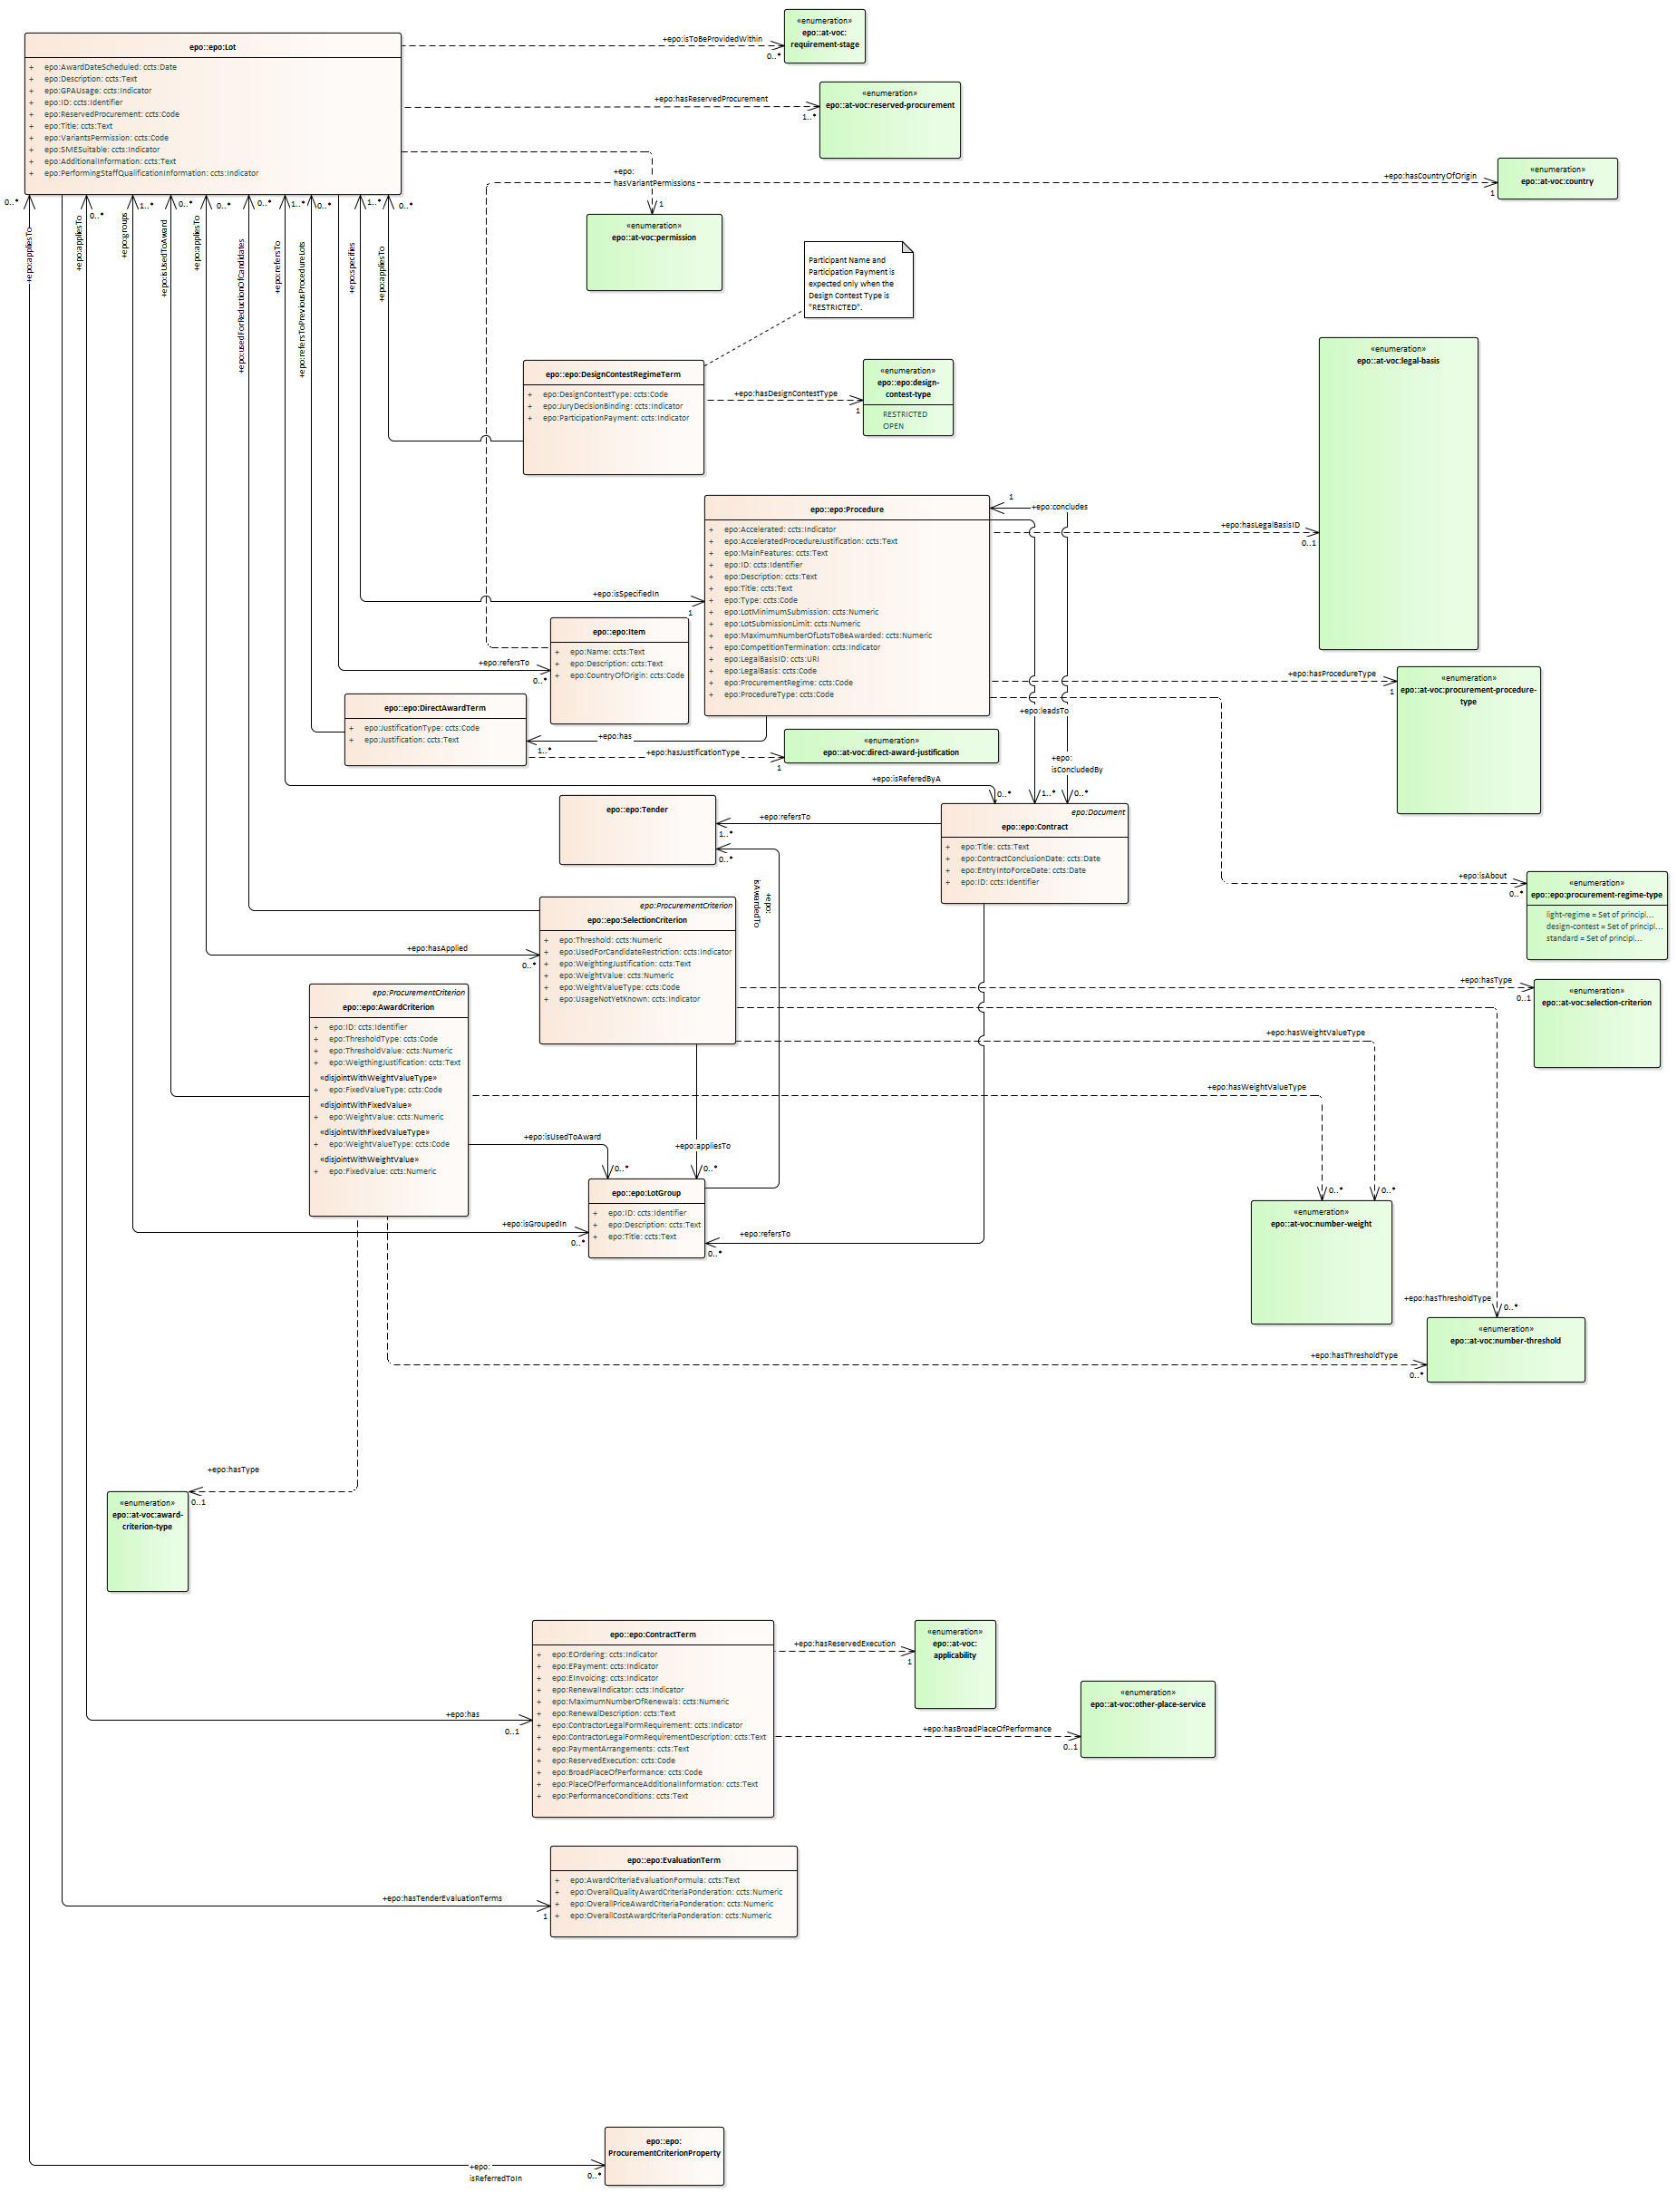 «enumeration»
epo::at-voc:
requirement-stage
+epo:isToBeProvidedWithin
0..*
epo::epo:Lot
+ epo:AwardDateScheduled: ccts:Date
+ epo:Description: ccts:Text
+ epo:GPAUsage: ccts:Indicator
+ epo:ID: ccts:Identifier
+ epo:ReservedProcurement: ccts:Code
+ epo:Title: ccts:Text
+ epo:VariantsPermission: ccts:Code
+ epo:SMESuitable: ccts:Indicator
+ epo:AdditionalInformation: ccts:Text
+ epo:PerformingStaffQualificationInformation: ccts:Indicator
+epo:hasReservedProcurement
1..*
«enumeration»
epo::at-voc:reserved-procurement
+epo:
hasVariantPermissions
1
+epo:hasCountryOfOrigin
1
«enumeration»
epo::at-voc:country
«enumeration»
epo::at-voc:permission
0..*
0..*
1..*
0..*
0..*
0..*
1..*
0..*
1..*
0..*
+epo:appliesTo
+epo:appliesTo
+epo:groups
+epo:isUsedToAward
+epo:appliesTo
+epo:usedForReductionOfCandidates
+epo:refersTo
+epo:refersToPreviousProcedureLots
+epo:specifies
+epo:appliesTo
Participant Name and
Participation Payment is
expected only when the
Design Contest Type is
"RESTRICTED".
epo::epo:DesignContestRegimeTerm
+ epo:DesignContestType: ccts:Code
+ epo:JuryDecisionBinding: ccts:Indicator
+ epo:ParticipationPayment: ccts:Indicator
+epo:hasDesignContestType
1
«enumeration»
epo::epo:design-
contest-type
RESTRICTED
OPEN
«enumeration»
epo::at-voc:legal-basis
epo::epo:Procedure
+ epo:Accelerated: ccts:Indicator
+ epo:AcceleratedProcedureJustification: ccts:Text
+ epo:MainFeatures: ccts:Text
+ epo:ID: ccts:Identifier
+ epo:Description: ccts:Text
+ epo:Title: ccts:Text
+ epo:Type: ccts:Code
+ epo:LotMinimumSubmission: ccts:Numeric
+ epo:LotSubmissionLimit: ccts:Numeric
+ epo:MaximumNumberOfLotsToBeAwarded: ccts:Numeric
+ epo:CompetitionTermination: ccts:Indicator
+ epo:LegalBasisID: ccts:URI
+ epo:LegalBasis: ccts:Code
+ epo:ProcurementRegime: ccts:Code
+ epo:ProcedureType: ccts:Code
1
+epo:concludes
+epo:hasLegalBasisID
0..1
+epo:isSpecifiedIn
1
epo::epo:Item
+ epo:Name: ccts:Text
+ epo:Description: ccts:Text
+ epo:CountryOfOrigin: ccts:Code
+epo:refersTo
0..*
+epo:hasProcedureType
1
«enumeration»
epo::at-voc:procurement-procedure-
type
epo::epo:DirectAwardTerm
+ epo:JustificationType: ccts:Code
+ epo:Justification: ccts:Text
+epo:has
1..*
+epo:hasJustificationType
1
«enumeration»
epo::at-voc:direct-award-justification
+epo:leadsTo
+epo:
isConcludedBy
+epo:isReferedByA
0..*
1..*
0..*
epo::epo:Tender
+epo:refersTo
1..*
0..*
epo:Document
epo::epo:Contract
+ epo:Title: ccts:Text
+ epo:ContractConclusionDate: ccts:Date
+ epo:EntryIntoForceDate: ccts:Date
+ epo:ID: ccts:Identifier
+epo:
isAwardedTo
+epo:isAbout
0..*
«enumeration»
epo::epo:procurement-regime-type
light-regime = Set of principl...
design-contest = Set of principl...
standard = Set of principl...
epo:ProcurementCriterion
epo::epo:SelectionCriterion
+ epo:Threshold: ccts:Numeric
+ epo:UsedForCandidateRestriction: ccts:Indicator
+ epo:WeightingJustification: ccts:Text
+ epo:WeightValue: ccts:Numeric
+ epo:WeightValueType: ccts:Code
+ epo:UsageNotYetKnown: ccts:Indicator
+epo:hasApplied
0..*
+epo:hasType
0..1
«enumeration»
epo::at-voc:selection-criterion
+epo:hasWeightValueType
epo:ProcurementCriterion
epo::epo:AwardCriterion
+ epo:ID: ccts:Identifier
+ epo:ThresholdType: ccts:Code
+ epo:ThresholdValue: ccts:Numeric
+ epo:WeigthingJustification: ccts:Text
«disjointWithWeightValueType»
+ epo:FixedValueType: ccts:Code
«disjointWithFixedValue»
+ epo:WeightValue: ccts:Numeric
«disjointWithFixedValueType»
+ epo:WeightValueType: ccts:Code
«disjointWithWeightValue»
+ epo:FixedValue: ccts:Numeric
+epo:hasWeightValueType
+epo:isUsedToAward
0..*
+epo:appliesTo
0..*
epo::epo:LotGroup
+ epo:ID: ccts:Identifier
+ epo:Description: ccts:Text
+ epo:Title: ccts:Text
+epo:isGroupedIn
0..*
+epo:refersTo
0..*
0..*
0..*
«enumeration»
epo::at-voc:number-weight
+epo:hasThresholdType
0..*
«enumeration»
epo::at-voc:number-threshold
+epo:hasThresholdType
0..*
+epo:hasType
0..1
«enumeration»
epo::at-voc:award-
criterion-type
epo::epo:ContractTerm
+ epo:EOrdering: ccts:Indicator
+ epo:EPayment: ccts:Indicator
+ epo:EInvoicing: ccts:Indicator
+ epo:RenewalIndicator: ccts:Indicator
+ epo:MaximumNumberOfRenewals: ccts:Numeric
+ epo:RenewalDescription: ccts:Text
+ epo:ContractorLegalFormRequirement: ccts:Indicator
+ epo:ContractorLegalFormRequirementDescription: ccts:Text
+ epo:PaymentArrangements: ccts:Text
+ epo:ReservedExecution: ccts:Code
+ epo:BroadPlaceOfPerformance: ccts:Code
+ epo:PlaceOfPerformanceAdditionalInformation: ccts:Text
+ epo:PerformanceConditions: ccts:Text
+epo:has
0..1
+epo:hasReservedExecution
1
«enumeration»
epo::at-voc:
applicability
+epo:hasBroadPlaceOfPerformance
0..1
«enumeration»
epo::at-voc:other-place-service
epo::epo:EvaluationTerm
+ epo:AwardCriteriaEvaluationFormula: ccts:Text
+ epo:OverallQualityAwardCriteriaPonderation: ccts:Numeric
+ epo:OverallPriceAwardCriteriaPonderation: ccts:Numeric
+ epo:OverallCostAwardCriteriaPonderation: ccts:Numeric
+epo:hasTenderEvaluationTerms
1
epo::epo:
ProcurementCriterionProperty
+epo:
isReferredToIn
0..*